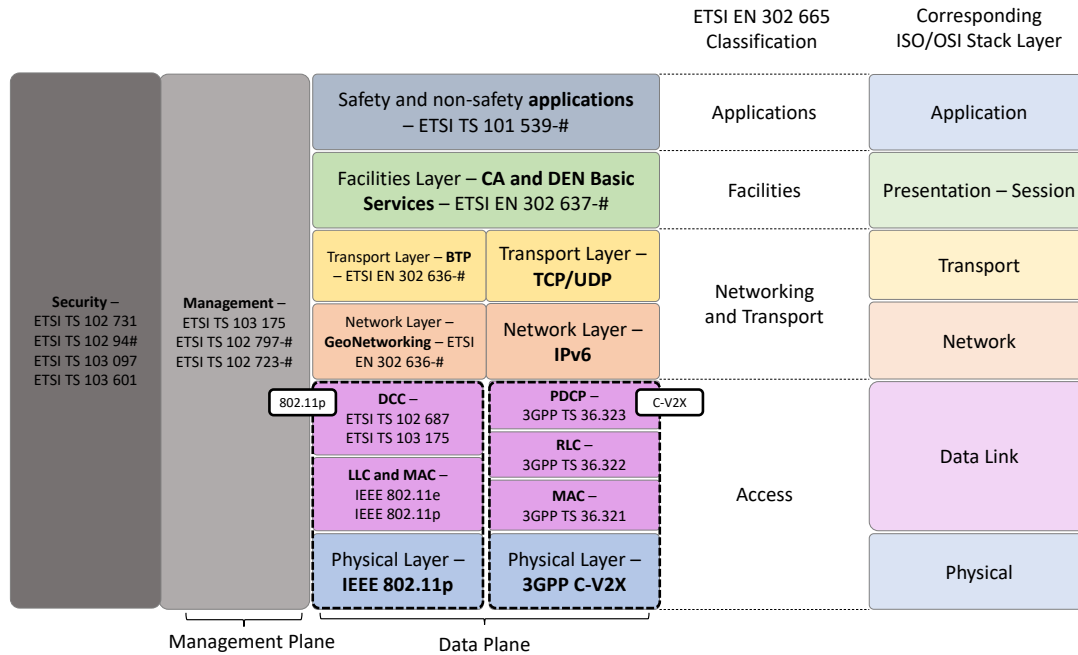 ETSI EN 302 665
Classification
Corresponding
ISO/OSI Stack Layer
Security –
ETSI TS 102 731
ETSI TS 102 94#
ETSI TS 103 097
ETSI TS 103 601
Management –
ETSI TS 103 175
ETSI TS 102 797-#
ETSI TS 102 723-#
Safety and non-safety applications
– ETSI TS 101 539-#
Applications
Application
Facilities Layer – CA and DEN Basic
Services – ETSI EN 302 637-#
Facilities
Presentation – Session
Transport Layer – BTP
– ETSI EN 302 636-#
Transport Layer –
TCP/UDP
Networking
and Transport
Transport
Network Layer –
GeoNetworking – ETSI
EN 302 636-#
Network Layer –
IPv6
Network
802.11p
C-V2X
DCC –
ETSI TS 102 687
ETSI TS 103 175
LLC and MAC –
IEEE 802.11e
IEEE 802.11p
PDCP –
3GPP TS 36.323
RLC –
3GPP TS 36.322
MAC –
3GPP TS 36.321
Access
Data Link
Physical Layer –
IEEE 802.11p
Physical Layer –
3GPP C-V2X
Physical
Management Plane
Data Plane